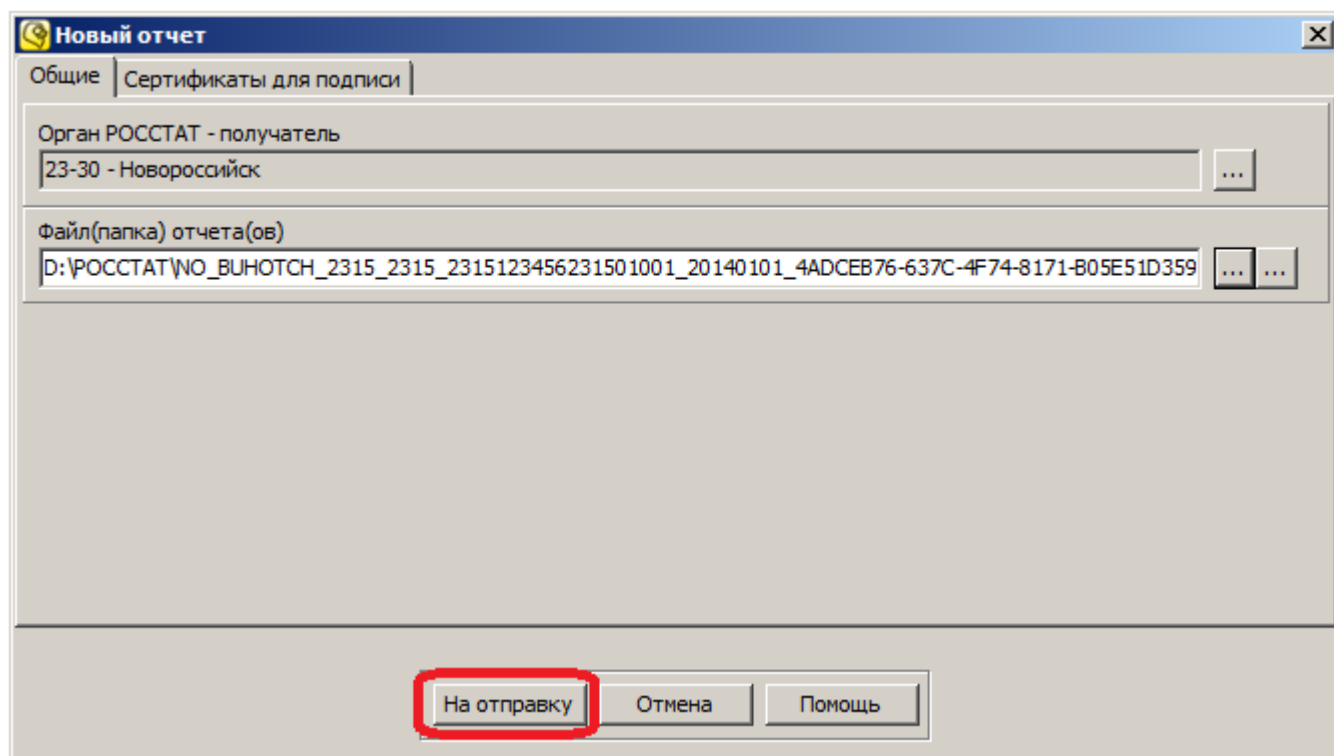 Новый отчет
Общие Сертификаты для подписи
Орган РОССТАТ - получатель
23-30 - Новороссийск ...
Файл(папка) отчета(ов)
D:\РОССТАТ\NO_BUHOTCH_2315_2315_2315123456231501001_20140101_4ADCEB76-637C-4F74-8171-B05E51D359 ... ...
На отправку Отмена Помощь